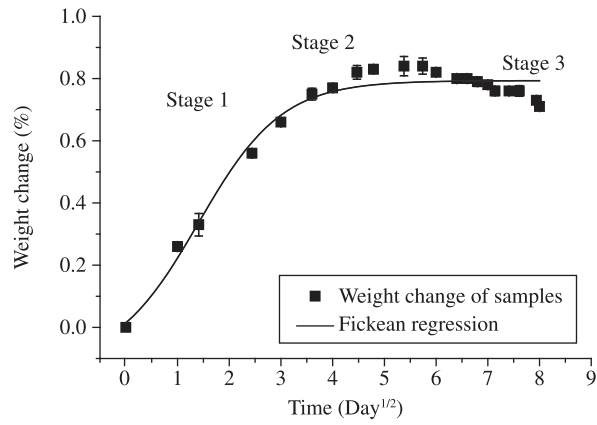 1.0
0.8
0.6
0.4
0.2
0.0
Weight change (%)
Stage 1
Stage 2
Stage 3
Weight change of samples
Fickean regression
0 1 2 3 4 5 6 7 8 9
Time (Day1/2)